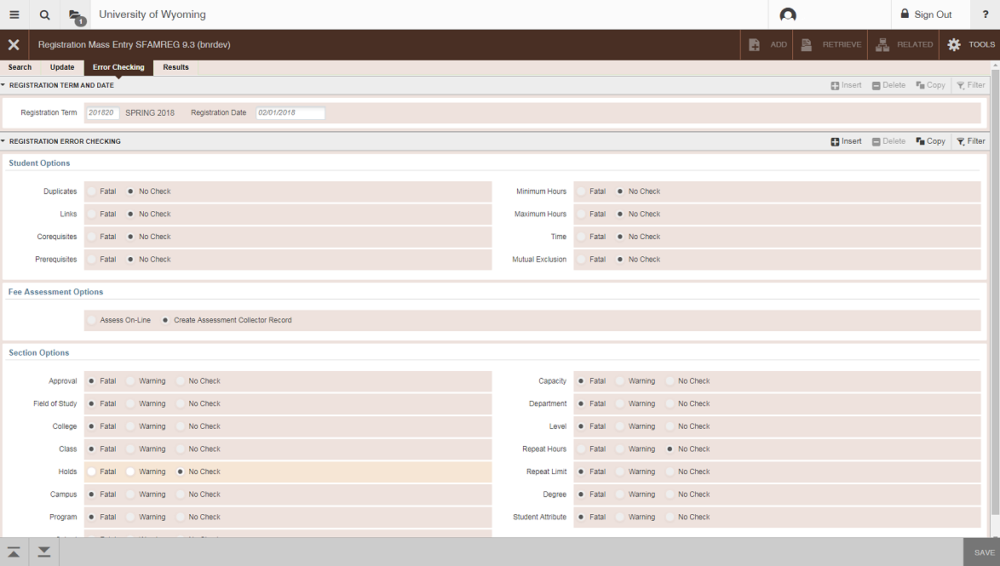 1 University of Wyoming Sign Out ?
Registration Mass Entry SFAMREG 9.3 (bnrdev) ADD RETRIEVE RELATED TOOLS
Search Update Error Checking Results
REGISTRATION TERM AND DATE Insert Delete Copy Filter
Registration Term 201820 SPRING 2018 Registration Date 02/01/2018
REGISTRATION ERROR CHECKING Insert Delete Copy Filter
Student Options
Duplicates Fatal No Check Minimum Hours Fatal No Check
Links Fatal No Check Maximum Hours Fatal No Check
Corequisites Fatal No Check Time Fatal No Check
Prerequisites Fatal No Check Mutual Exclusion Fatal No Check
Fee Assessment Options
Assess On-Line Create Assessment Collector Record
Section Options
Approval Fatal Warning No Check Capacity Fatal Warning No Check
Field of Study Fatal Warning No Check Department Fatal Warning No Check
College Fatal Warning No Check Level Fatal Warning No Check
Class Fatal Warning No Check Repeat Hours Fatal Warning No Check
Holds Fatal Warning No Check Repeat Limit Fatal Warning No Check
Campus Fatal Warning No Check Degree Fatal Warning No Check
Program Fatal Warning No Check Student Attribute Fatal Warning No Check
SAVE